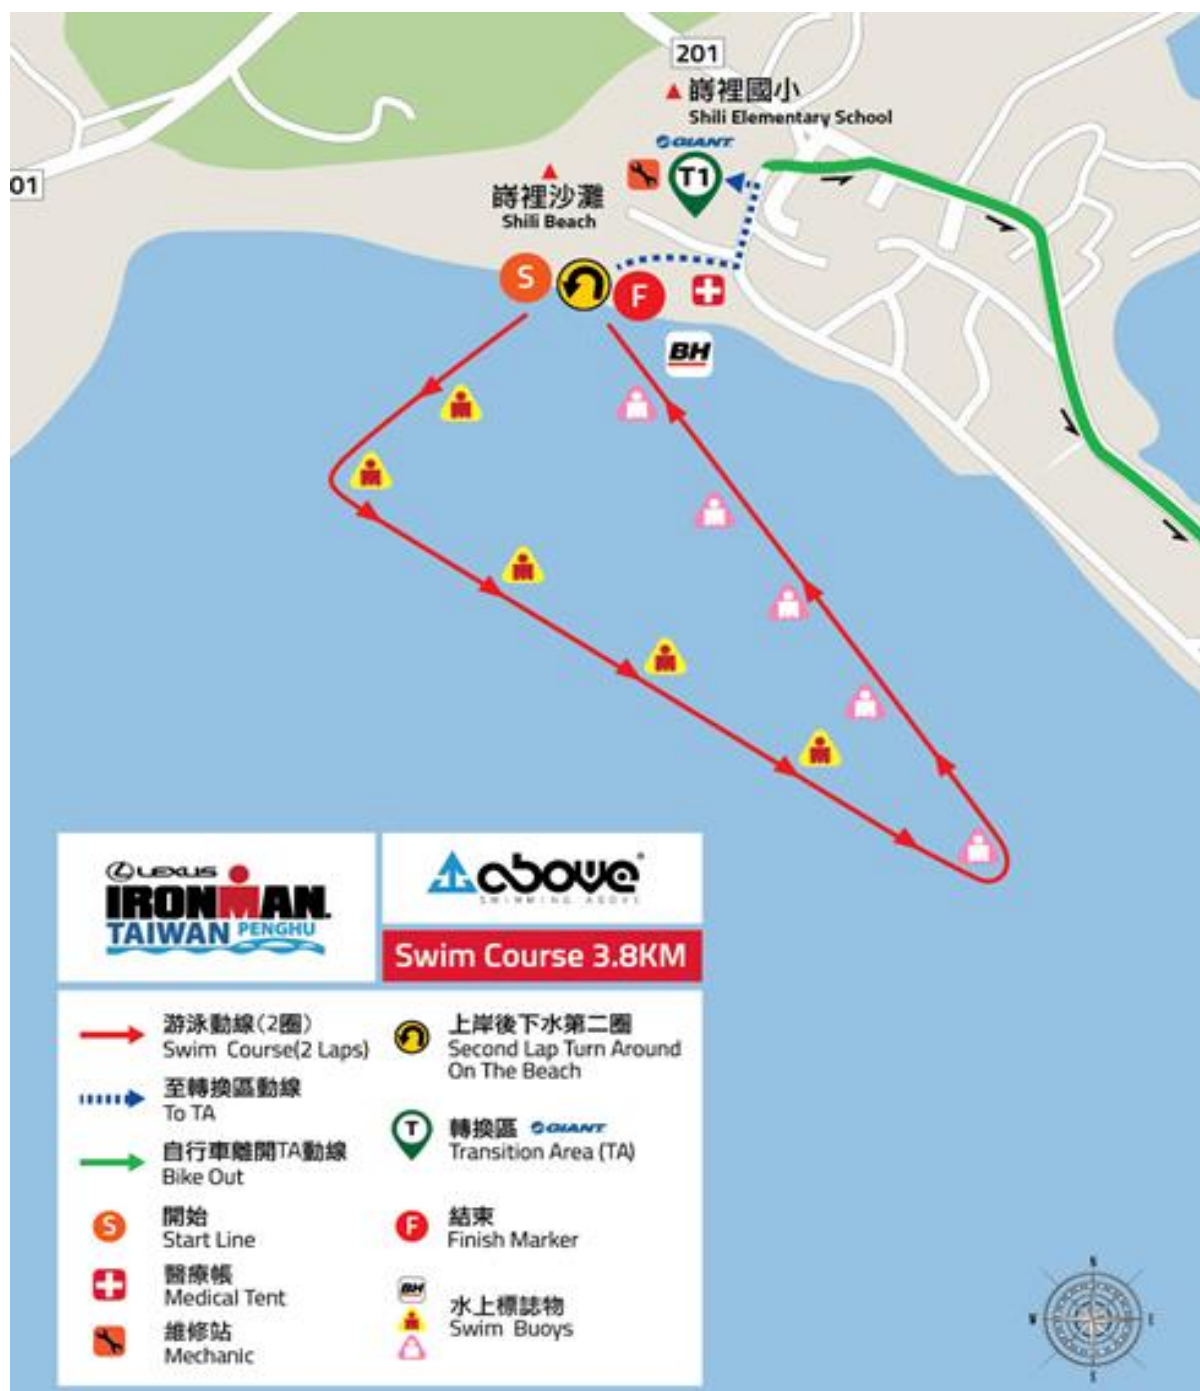 201
嵵裡國小
Shili Elementary School
GIANT
T1
01
嵵裡沙灘
Shili Beach
S
F
BH
LEXUS
IRONMAN
TAIWAN PENGHU
above
SWIMMING ABOVE
Swim Course 3.8KM
游泳動線(2圈)
Swim Course(2 Laps)
至轉換區動線
To TA
自行車離開TA動線
Bike Out
S
開始
Start Line
醫療帳
Medical Tent
維修站
Mechanic
上岸後下水第二圈
Second Lap Turn Around
On The Beach
T
轉換區 GIANT
Transition Area (TA)
F
結束
Finish Marker
BH
水上標誌物
Swim Buoys
N
W
E
S